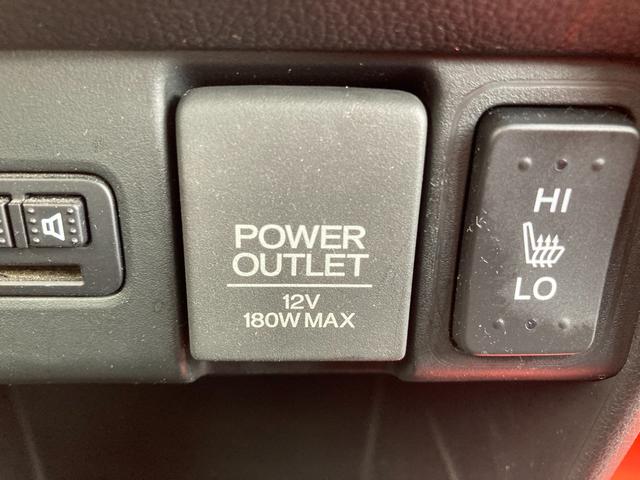 POWER
OUTLET
12V
180W MAX
HI
LO